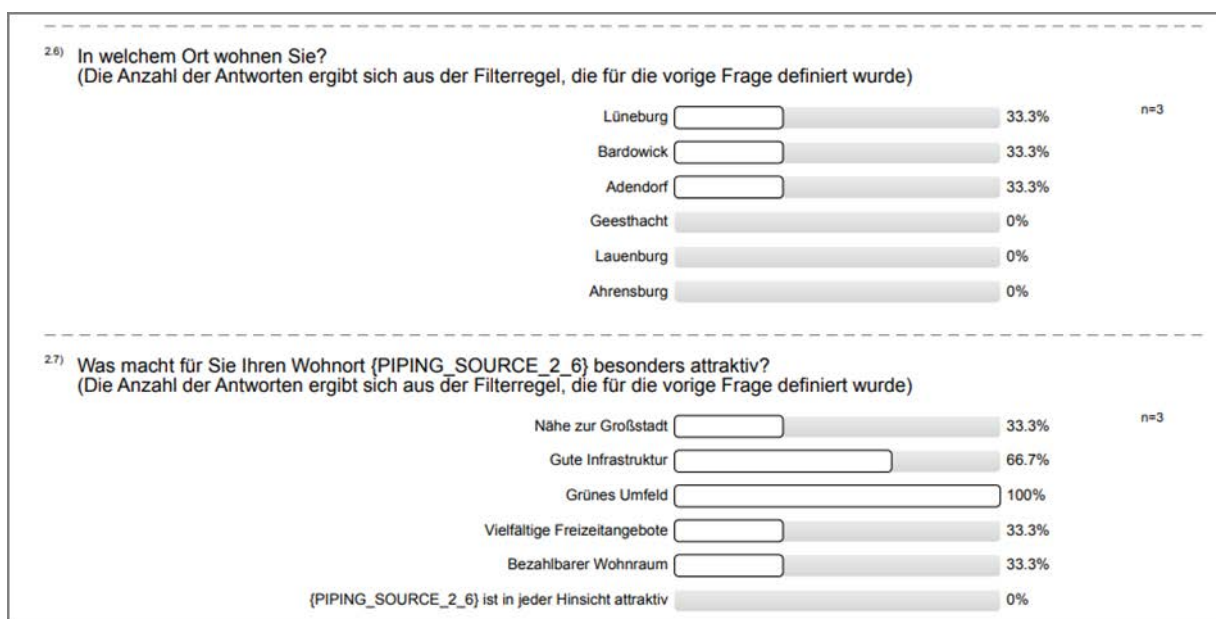 2.6) In welchem Ort wohnen Sie?
(Die Anzahl der Antworten ergibt sich aus der Filterregel, die für die vorige Frage definiert wurde)
Lüneburg 33.3% n=3
Bardowick 33.3%
Adendorf 33.3%
Geesthacht 0%
Lauenburg 0%
Ahrensburg 0%
2.7) Was macht für Sie Ihren Wohnort {PIPING_SOURCE_2_6} besonders attraktiv?
(Die Anzahl der Antworten ergibt sich aus der Filterregel, die für die vorige Frage definiert wurde)
Nähe zur Großstadt 33.3% n=3
Gute Infrastruktur 66.7%
Grünes Umfeld 100%
Vielfältige Freizeitangebote 33.3%
Bezahlbarer Wohnraum 33.3%
{PIPING_SOURCE_2_6} ist in jeder Hinsicht attraktiv 0%